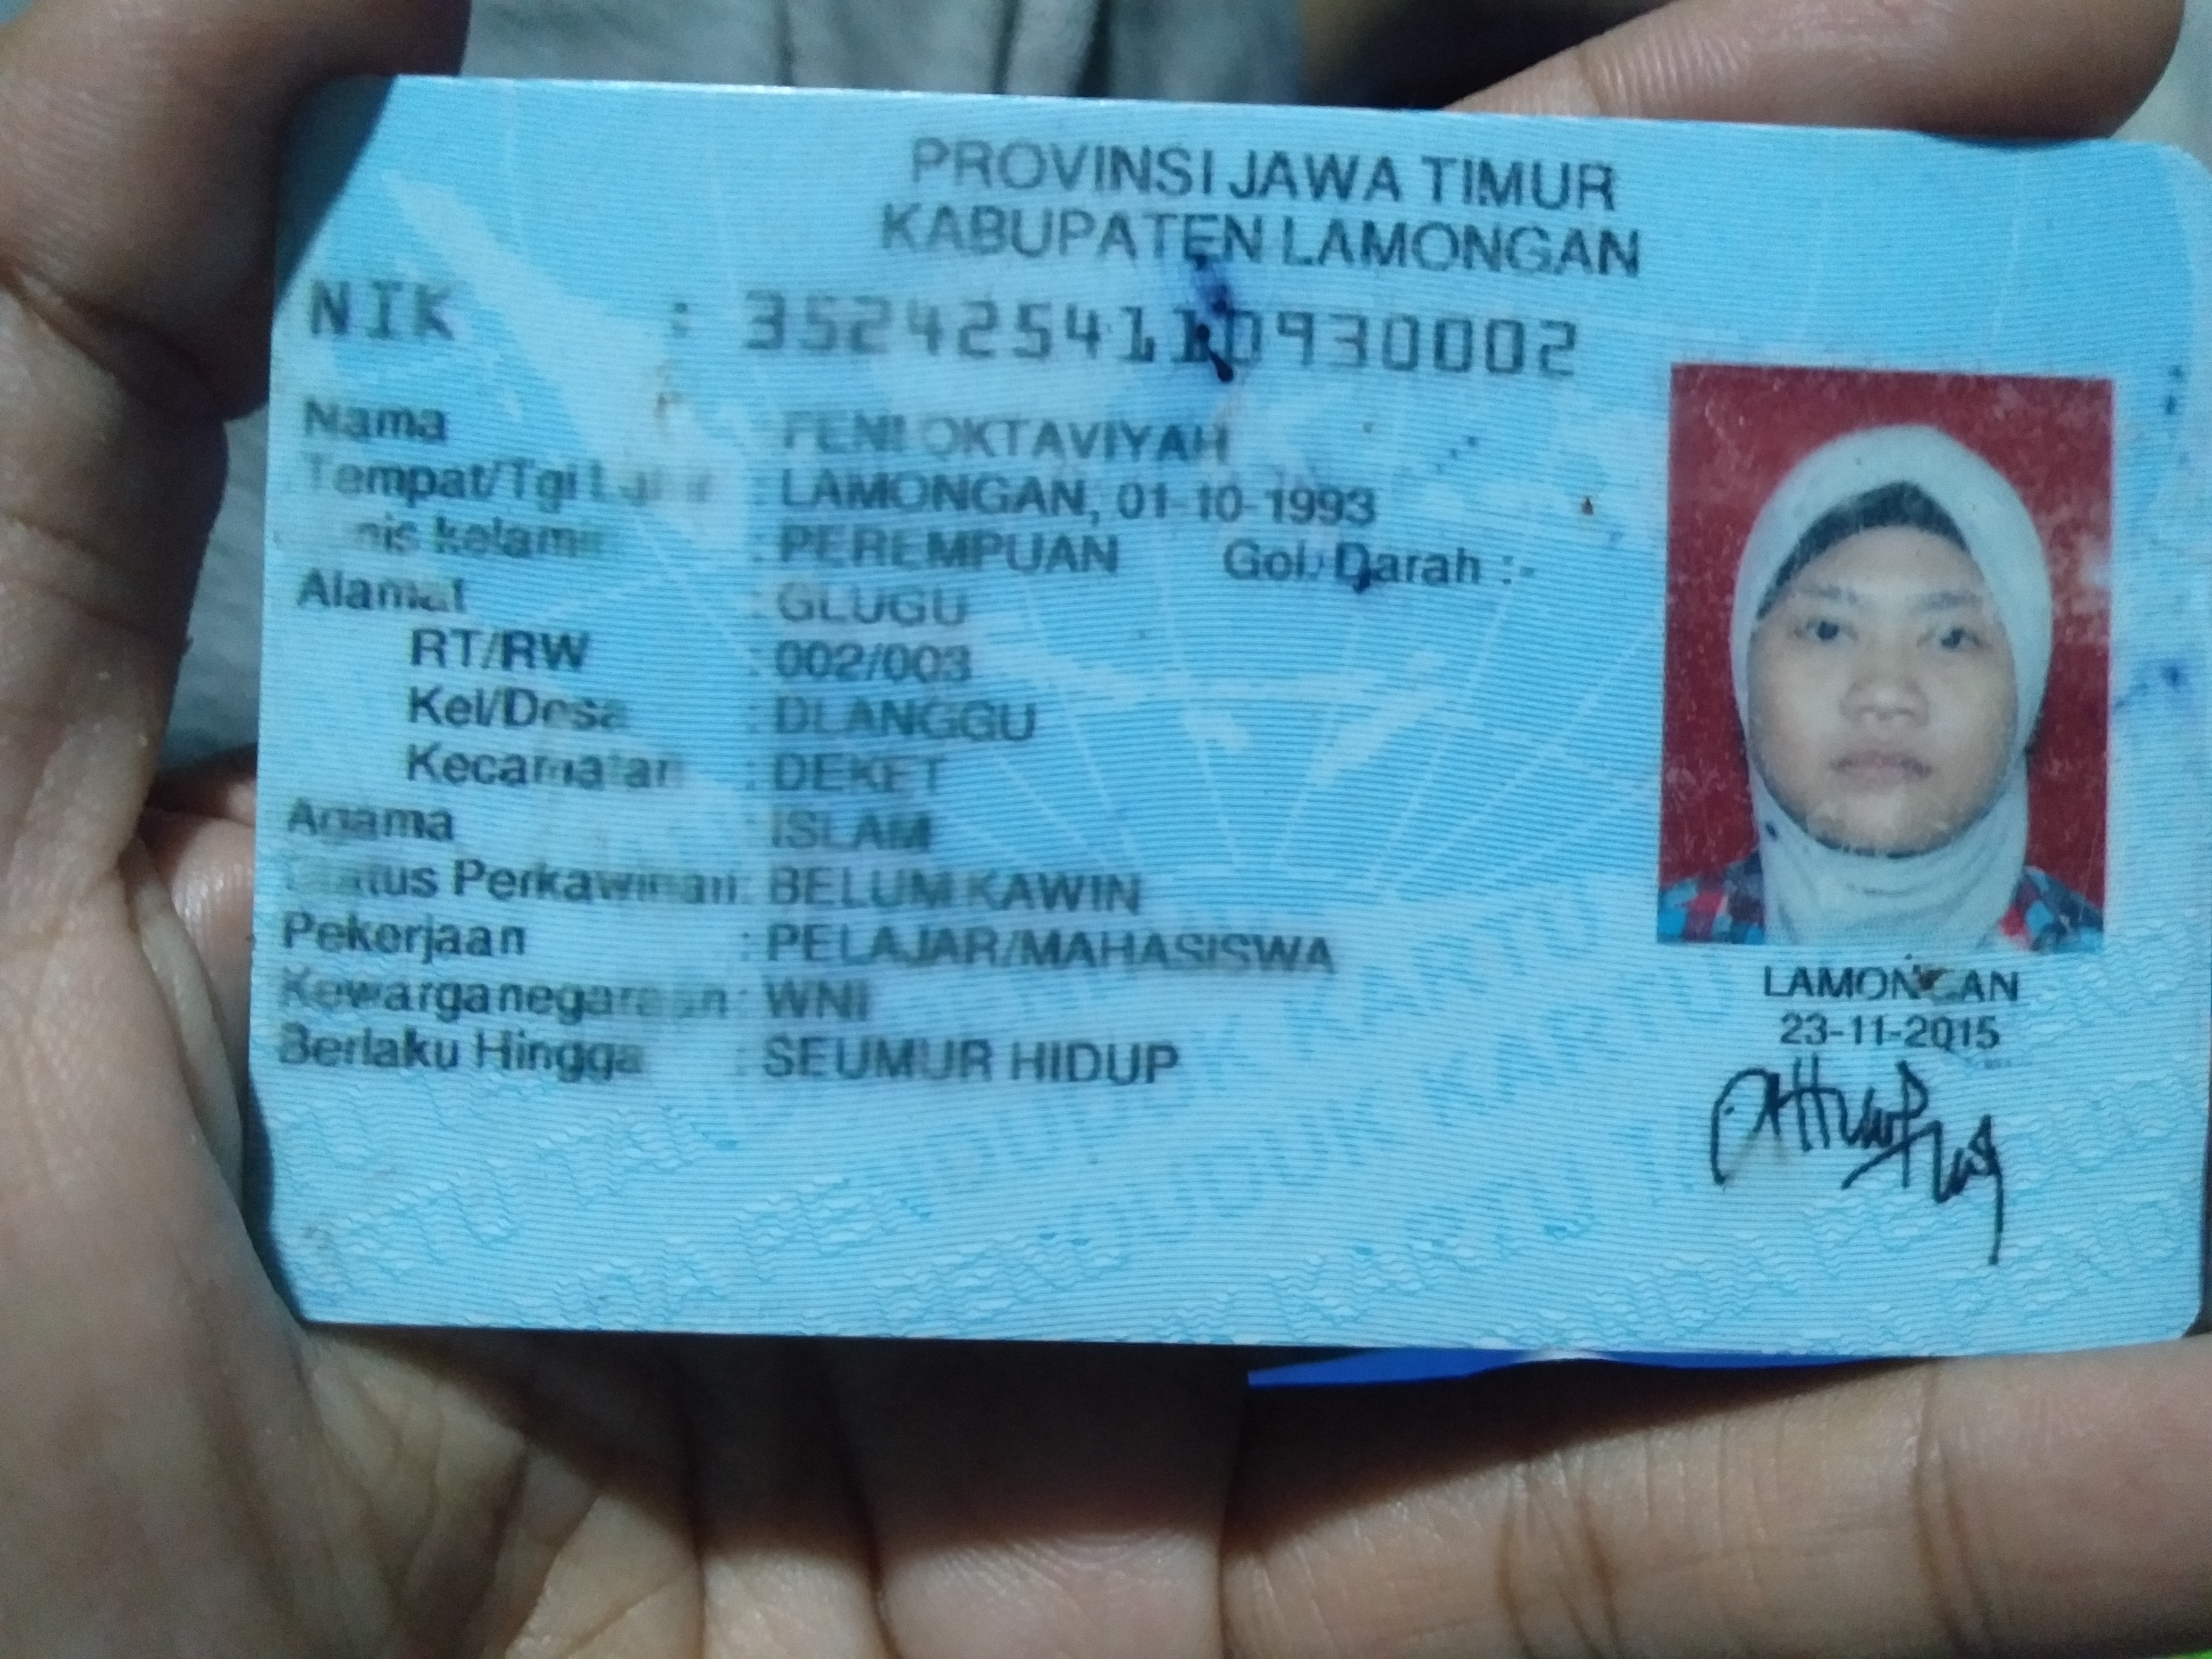 PROVINSI JAWA TIMUR
KABUPATEN LAMONGAN
NIK : 3524254110930002
Nama FENI OKTAVIYAH
Tempat/Tgl Lahir : LAMONGAN, 01-10-1993
kelamin : PEREMPUAN Gol. Darah : -
Alamat : GLUGU
RT/RW : 002/003
Kel/Desa : DLANGGU
Kecamatan : DEKET
Agama : ISLAM
Status Perkawinan : BELUM KAWIN
Pekerjaan : PELAJAR/MAHASISWA
Kewarganegaraan : WNI
Berlaku Hingga : SEUMUR HIDUP
LAMONGAN
23-11-2015